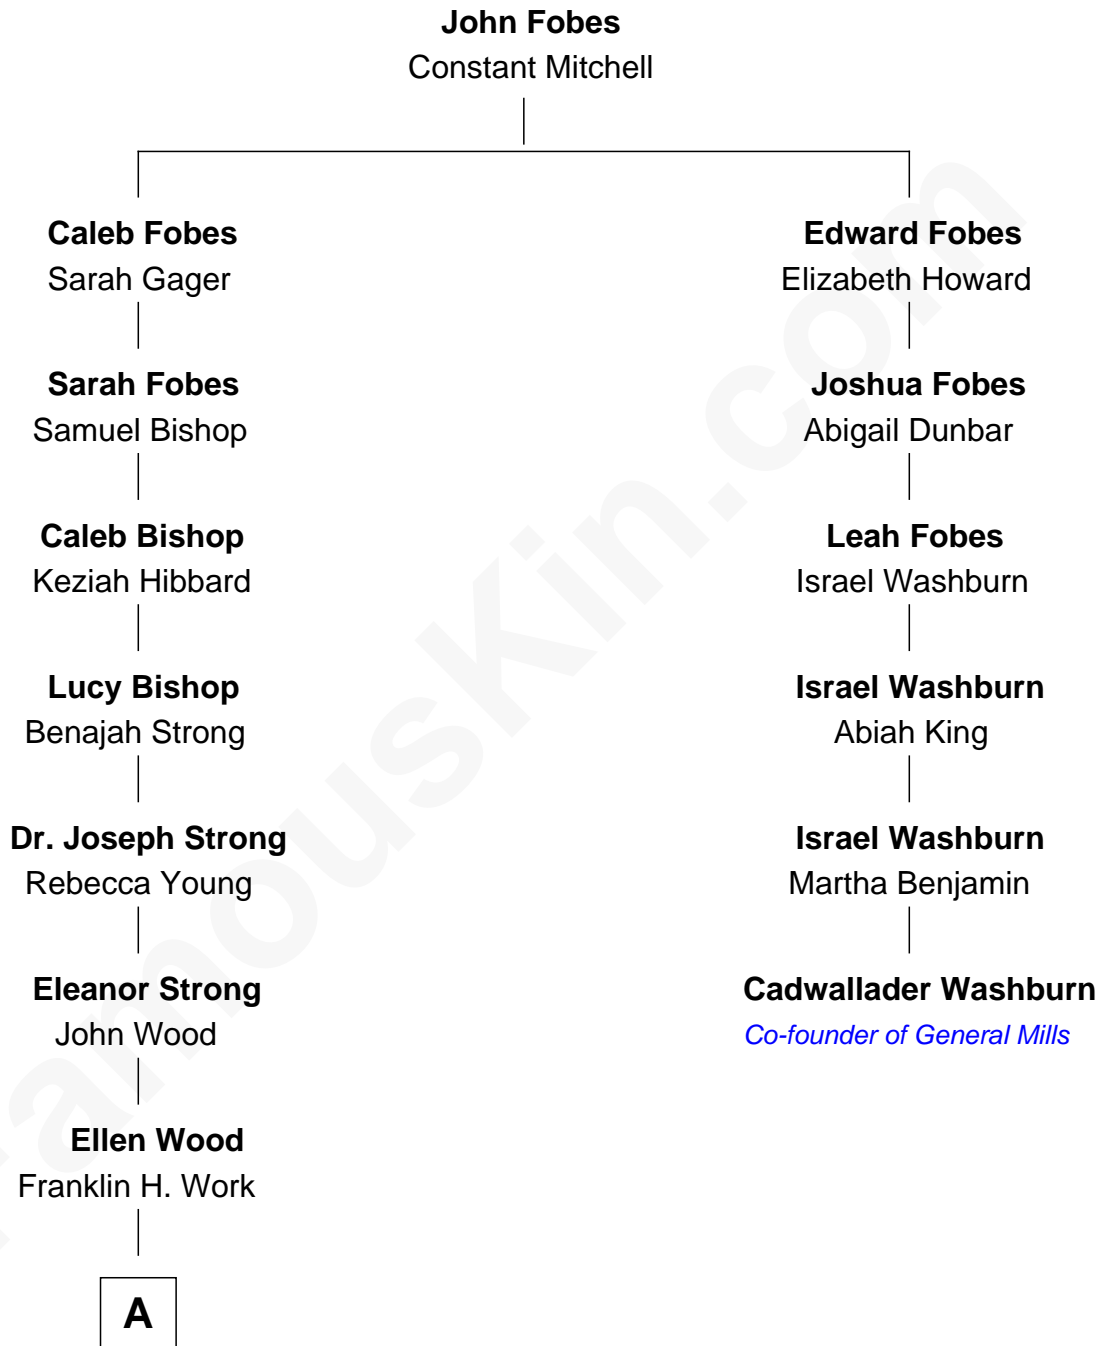 John Fobes
Constant Mitchell
Caleb Fobes
Sarah Gager
Sarah Fobes
Samuel Bishop
Caleb Bishop
Keziah Hibbard
Lucy Bishop
Benajah Strong
Dr. Joseph Strong
Rebecca Young
Eleanor Strong
John Wood
Ellen Wood
Franklin H. Work
A
Edward Fobes
Elizabeth Howard
Joshua Fobes
Abigail Dunbar
Leah Fobes
Israel Washburn
Israel Washburn
Abiah King
Israel Washburn
Martha Benjamin
Cadwallader Washburn
Co-founder of General Mills
FamousKin.com